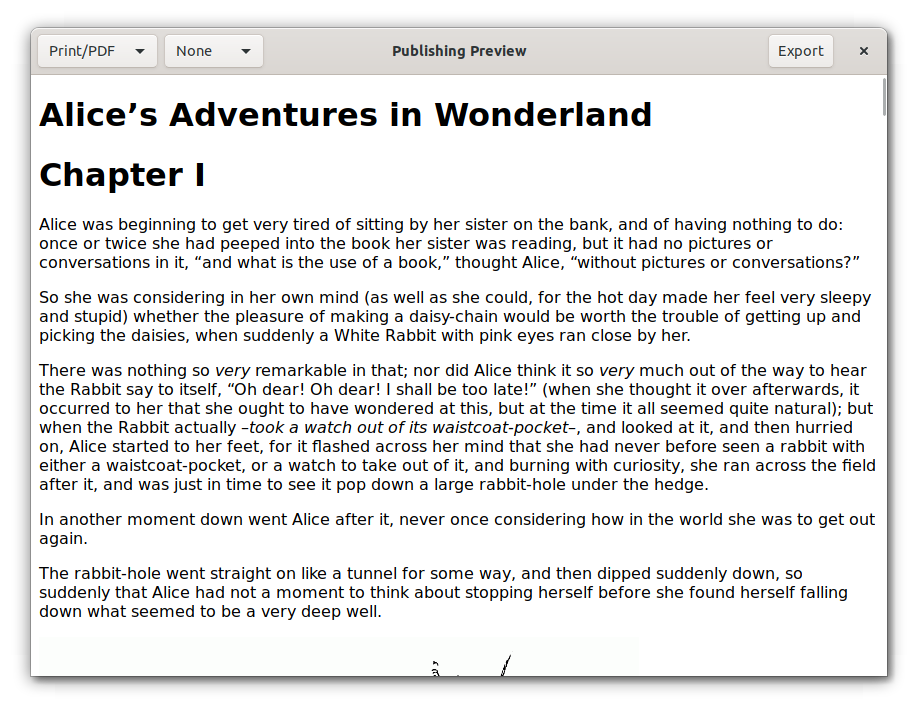 Print/PDF None Publishing Preview Export ×
Alice’s Adventures in Wonderland
Chapter I
Alice was beginning to get very tired of sitting by her sister on the bank, and of having nothing to do:
once or twice she had peeped into the book her sister was reading, but it had no pictures or
conversations in it, “and what is the use of a book,” thought Alice, “without pictures or conversations?”
So she was considering in her own mind (as well as she could, for the hot day made her feel very sleepy
and stupid) whether the pleasure of making a daisy-chain would be worth the trouble of getting up and
picking the daisies, when suddenly a White Rabbit with pink eyes ran close by her.
There was nothing so very remarkable in that; nor did Alice think it so very much out of the way to hear
the Rabbit say to itself, “Oh dear! Oh dear! I shall be too late!” (when she thought it over afterwards, it
occurred to her that she ought to have wondered at this, but at the time it all seemed quite natural); but
when the Rabbit actually –took a watch out of its waistcoat-pocket–, and looked at it, and then hurried
on, Alice started to her feet, for it flashed across her mind that she had never before seen a rabbit with
either a waistcoat-pocket, or a watch to take out of it, and burning with curiosity, she ran across the field
after it, and was just in time to see it pop down a large rabbit-hole under the hedge.
In another moment down went Alice after it, never once considering how in the world she was to get out
again.
The rabbit-hole went straight on like a tunnel for some way, and then dipped suddenly down, so
suddenly that Alice had not a moment to think about stopping herself before she found herself falling
down what seemed to be a very deep well.